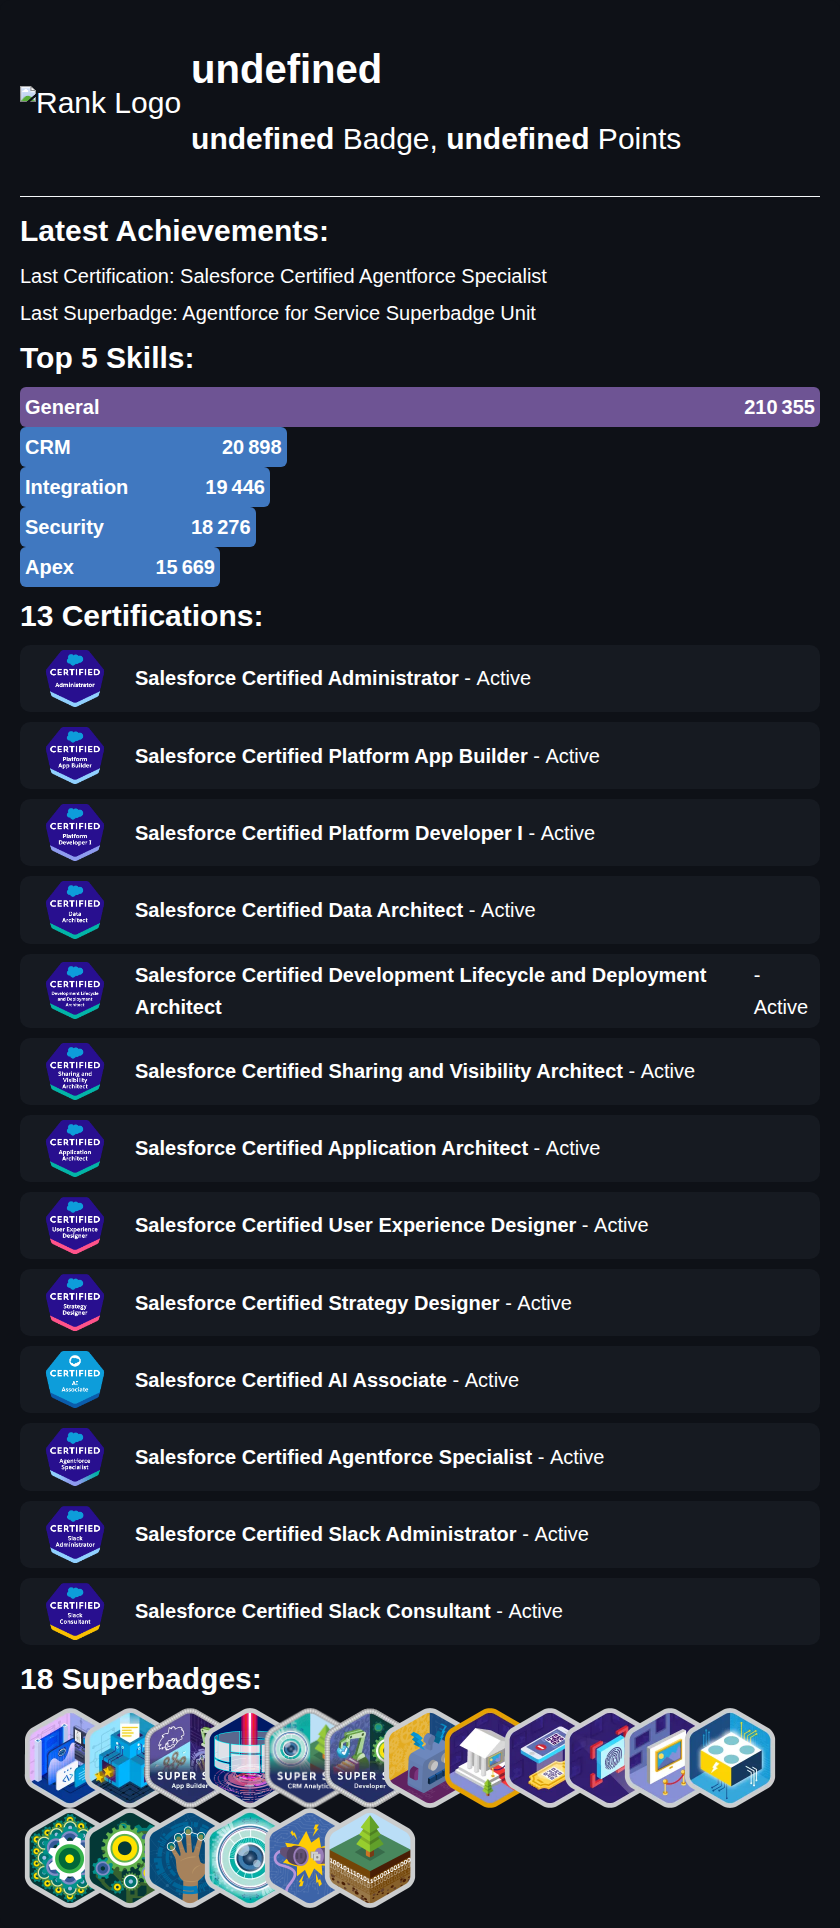 undefined
Rank Logo
undefined Badge, undefined Points
Latest Achievements:
Last Certification: Salesforce Certified Agentforce Specialist
Last Superbadge: Agentforce for Service Superbadge Unit
Top 5 Skills:
General 210 355
CRM 20 898
Integration 19 446
Security 18 276
Apex 15 669
13 Certifications:
CERTIFIED
Administrator
Salesforce Certified Administrator - Active
CERTIFIED
Platform
App Builder
Salesforce Certified Platform App Builder - Active
CERTIFIED
Platform
Developer I
Salesforce Certified Platform Developer I - Active
CERTIFIED
Data
Architect
Salesforce Certified Data Architect - Active
CERTIFIED
Development Lifecycle
and Deployment
Architect
Salesforce Certified Development Lifecycle and Deployment -
Architect Active
CERTIFIED
Sharing and
Visibility
Architect
Salesforce Certified Sharing and Visibility Architect - Active
CERTIFIED
Application
Architect
Salesforce Certified Application Architect - Active
CERTIFIED
User Experience
Designer
Salesforce Certified User Experience Designer - Active
CERTIFIED
Strategy
Designer
Salesforce Certified Strategy Designer - Active
CERTIFIED
AI
Associate
Salesforce Certified AI Associate - Active
CERTIFIED
Agentforce
Specialist
Salesforce Certified Agentforce Specialist - Active
CERTIFIED
Slack
Administrator
Salesforce Certified Slack Administrator - Active
CERTIFIED
Slack
Consultant
Salesforce Certified Slack Consultant - Active
18 Superbadges:
SUPER S
App Builder
SUPER S
CRM Analytics
SUPER S
Developer